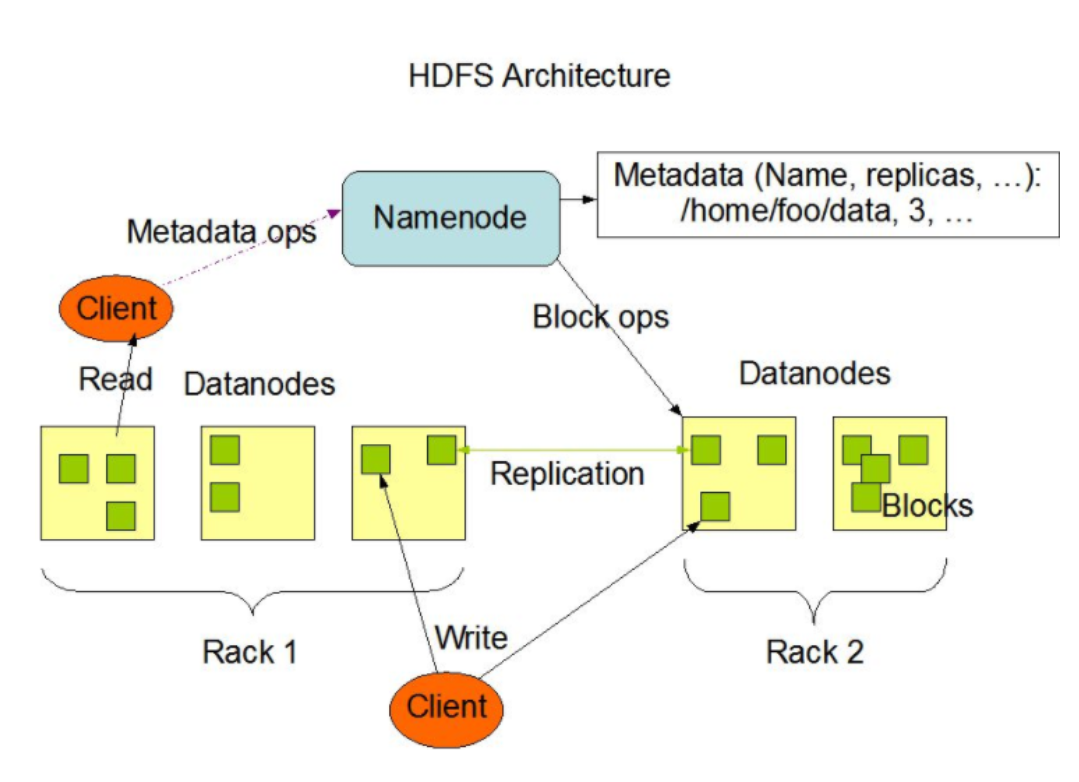 HDFS Architecture
Metadata (Name, replicas, …):
/home/foo/data, 3, …
Namenode
Metadata ops
Client
Block ops
Read
Datanodes
Datanodes
Replication
Blocks
Rack 1
Write
Rack 2
Client